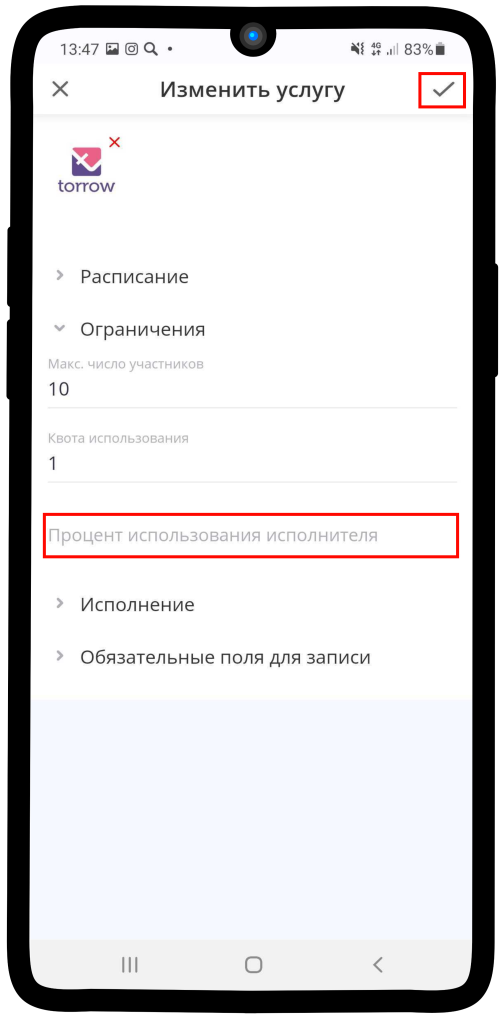 13:47
4G
83%
Изменить услугу
torrow
Расписание
Ограничения
Макс. число участников
10
Квота использования
1
Процент использования исполнителя
Исполнение
Обязательные поля для записи